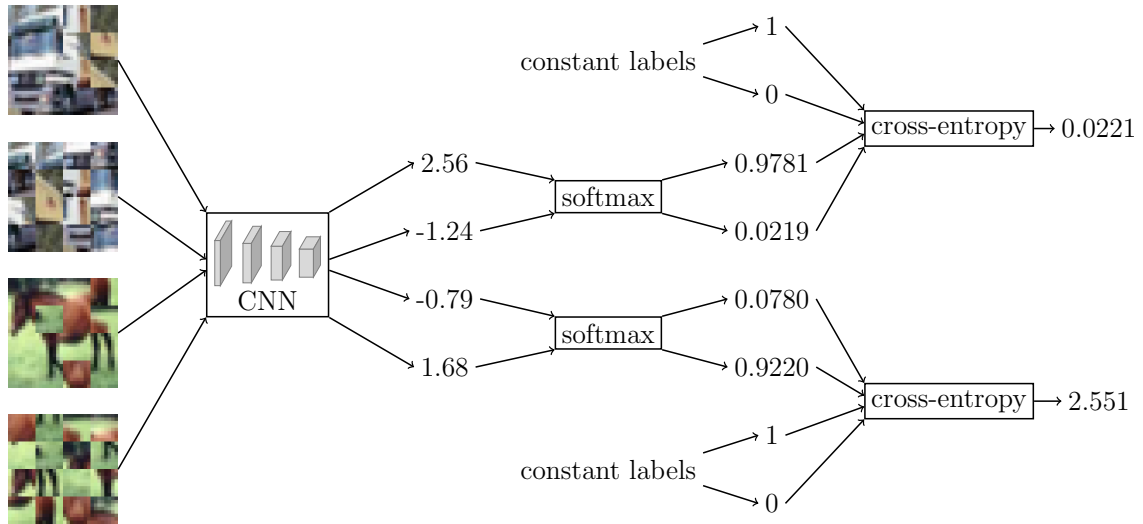 1
constant labels
0
cross-entropy
0.0221
2.56
0.9781
softmax
-1.24
0.0219
CNN
-0.79
0.0780
softmax
1.68
0.9220
cross-entropy
2.551
1
constant labels
0